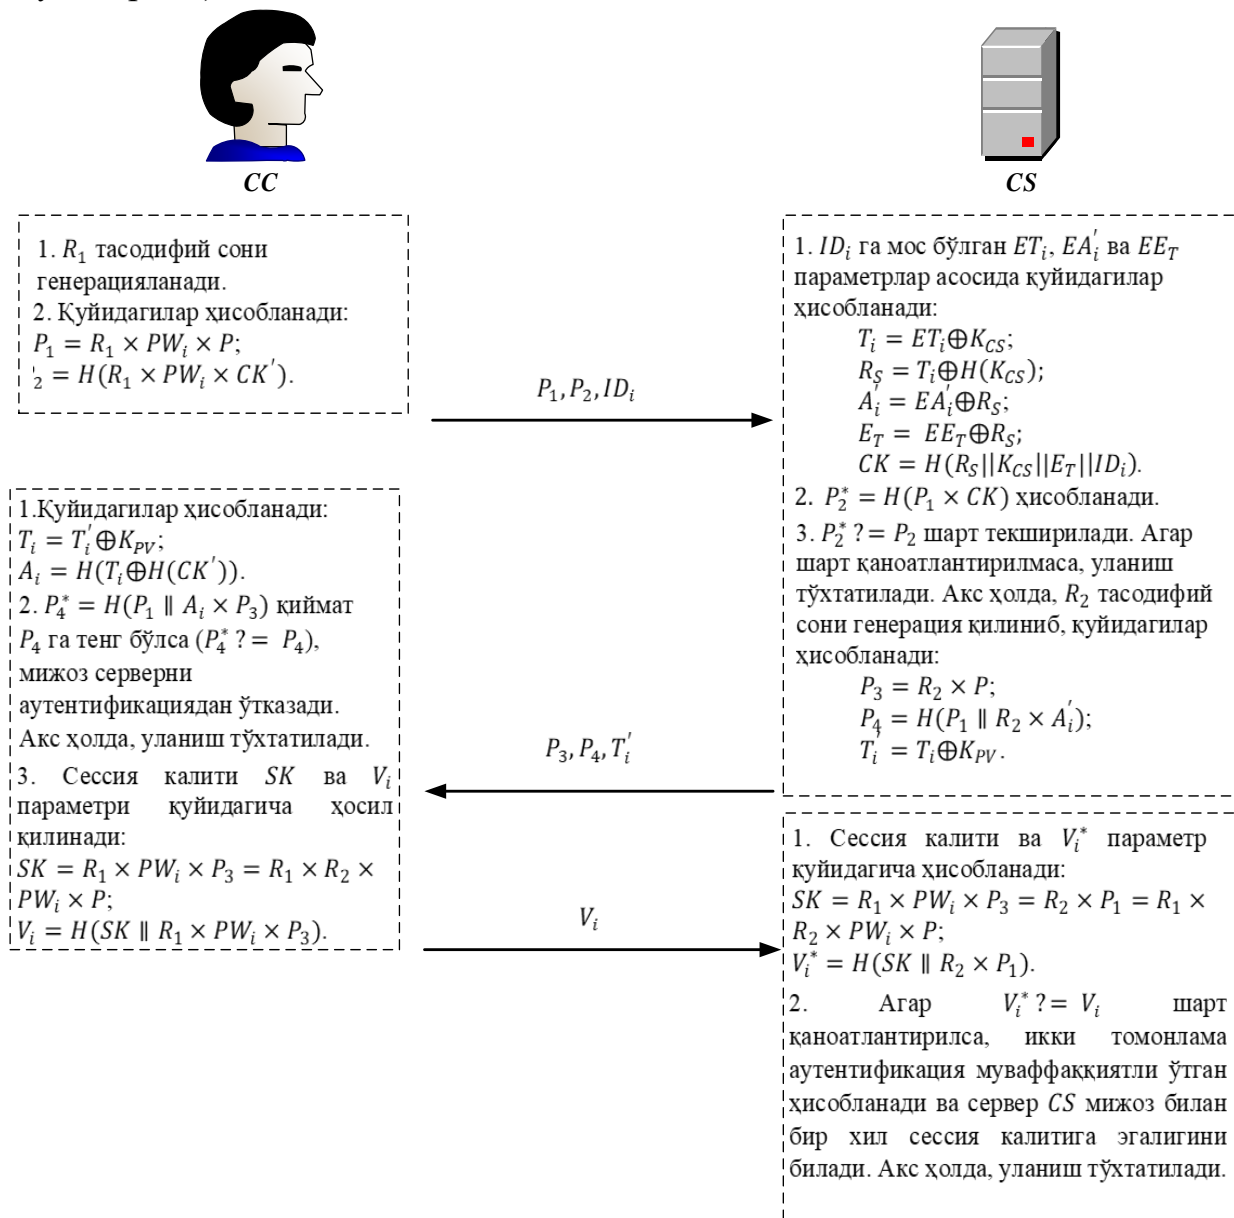 CC
CS
1. R₁ тасодифий сони
генерацияланади.
2. Қуйидагилар ҳисобланади:
P₁ = R₁ × PWᵢ × P;
₂ = H(R₁ × PWᵢ × CK′).
P₁, P₂, IDᵢ
1. IDᵢ га мос бўлган ETᵢ, EAᵢ′ ва EE_T
параметрлар асосида қуйидагилар
ҳисобланади:
Tᵢ = ETᵢ⊕K_CS;
R_S = Tᵢ⊕H(K_CS);
Aᵢ′ = EAᵢ′⊕R_S;
E_T = EE_T⊕R_S;
CK = H(R_S||K_CS||E_T||IDᵢ).
2. P₂* = H(P₁ × CK) ҳисобланади.
3. P₂* ?= P₂ шарт текширилади. Агар
шарт қаноатлантирилмаса, уланиш
тўхтатилади. Акс ҳолда, R₂ тасодифий
сони генерация қилиниб, қуйидагилар
ҳисобланади:
P₃ = R₂ × P;
P₄ = H(P₁ ∥ R₂ × Aᵢ′);
Tᵢ′ = Tᵢ⊕K_PV.
P₃, P₄, Tᵢ′
1.Қуйидагилар ҳисобланади:
Tᵢ = Tᵢ′⊕K_PV;
Aᵢ = H(Tᵢ⊕H(CK′)).
2. P₄* = H(P₁ ∥ Aᵢ × P₃) қиймат
P₄ га тенг бўлса (P₄* ?= P₄),
мижоз серверни
аутентификациядан ўтказади.
Акс ҳолда, уланиш тўхтатилади.
3. Сессия калити SK ва Vᵢ
параметри қуйидагича ҳосил
қилинади:
SK = R₁ × PWᵢ × P₃ = R₁ × R₂ ×
PWᵢ × P;
Vᵢ = H(SK ∥ R₁ × PWᵢ × P₃).
Vᵢ
1. Сессия калити ва Vᵢ* параметр
қуйидагича ҳисобланади:
SK = R₁ × PWᵢ × P₃ = R₂ × P₁ = R₁ ×
R₂ × PWᵢ × P;
Vᵢ* = H(SK ∥ R₂ × P₁).
2. Агар Vᵢ* ?= Vᵢ шарт
қаноатлантирилса, икки томонлама
аутентификация муваффаққиятли ўтган
ҳисобланади ва сервер CS мижоз билан
бир хил сессия калитига эгалигини
билади. Акс ҳолда, уланиш тўхтатилади.